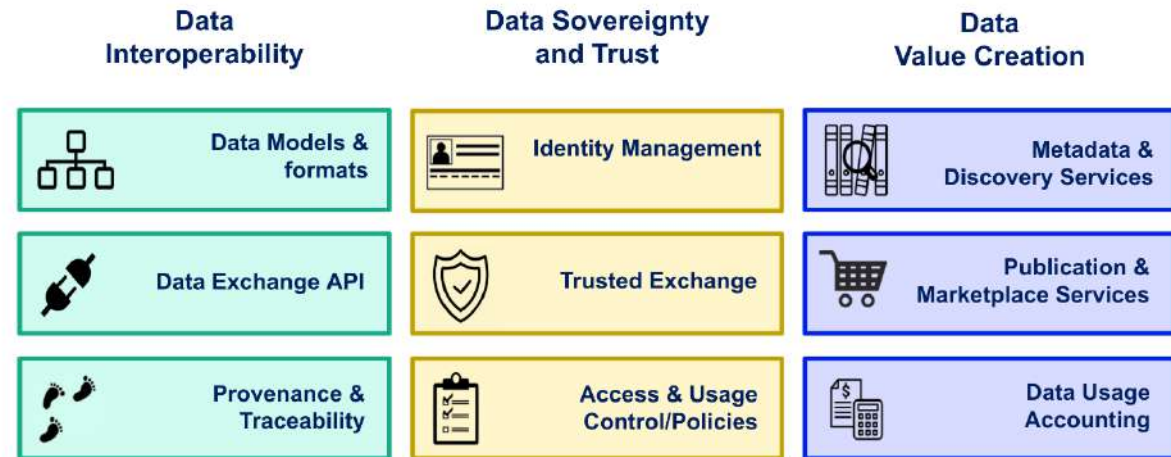 Data
Interoperability
Data Sovereignty
and Trust
Data
Value Creation
Data Models &
formats
Identity Management
Metadata &
Discovery Services
Data Exchange API
Trusted Exchange
Publication &
Marketplace Services
Provenance &
Traceability
Access & Usage
Control/Policies
$
Data Usage
Accounting